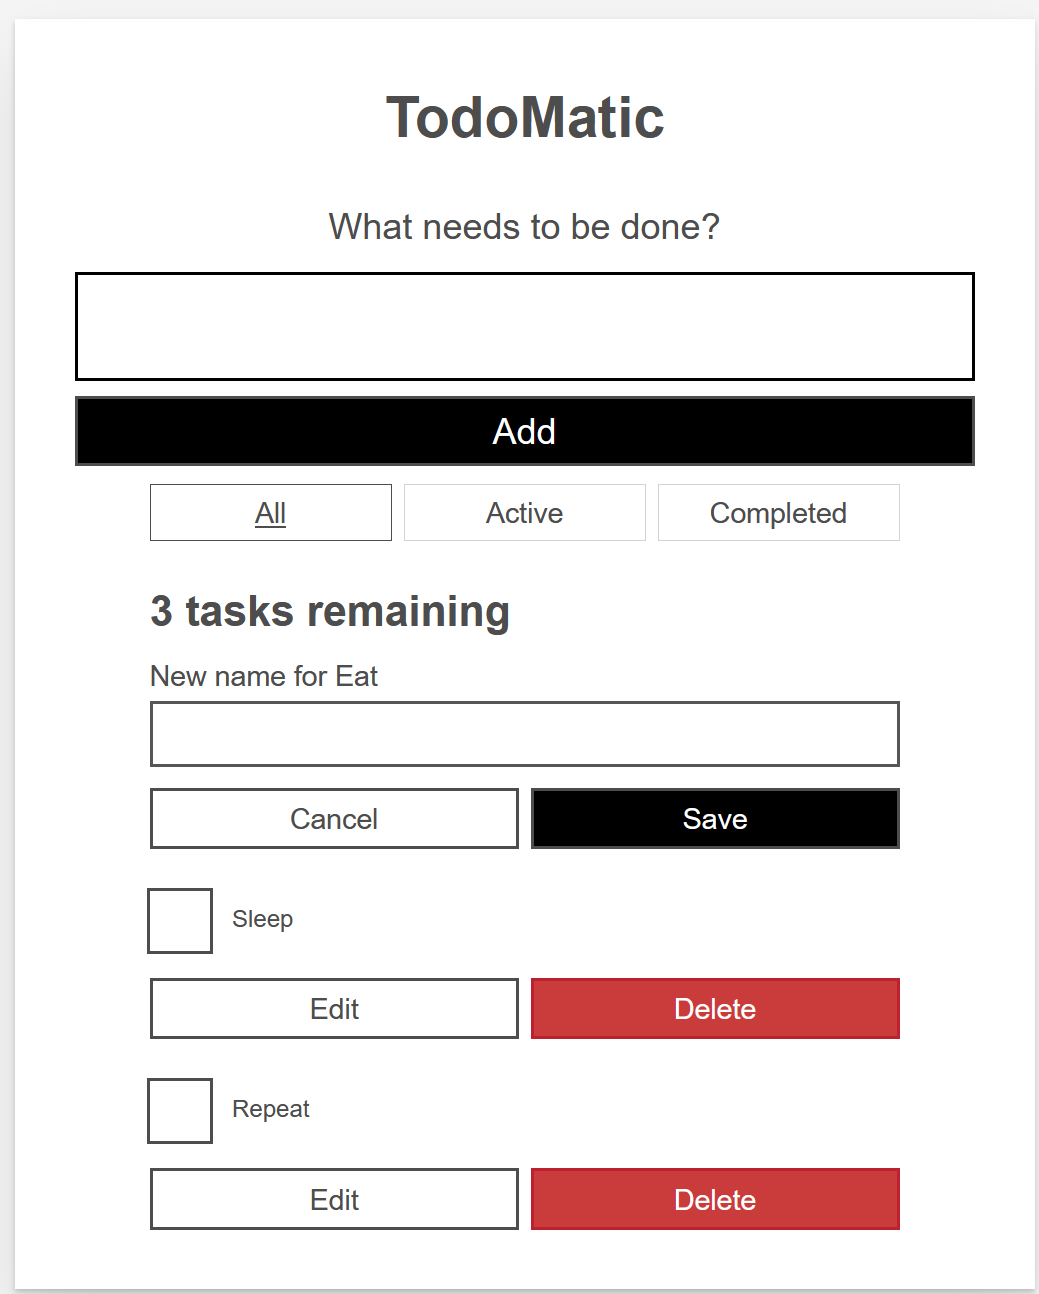 TodoMatic
What needs to be done?
Add
All Active Completed
3 tasks remaining
New name for Eat
Cancel Save
Sleep
Edit Delete
Repeat
Edit Delete